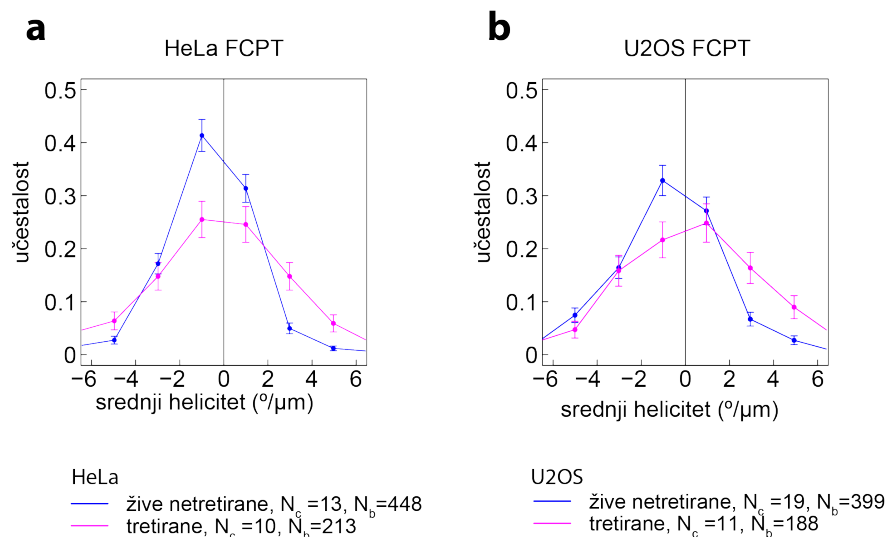 a
HeLa FCPT
0.5
0.4
0.3
0.2
0.1
0
učestalost
−6 −4 −2 0 2 4 6
srednji helicitet (º/µm)
HeLa
žive netretirane, Nc =13, Nb=448
tretirane, Nc =10, Nb=213
b
U2OS FCPT
0.5
0.4
0.3
0.2
0.1
0
učestalost
−6 −4 −2 0 2 4 6
srednji helicitet (º/µm)
U2OS
žive netretirane, Nc =19, Nb=399
tretirane, Nc =11, Nb=188